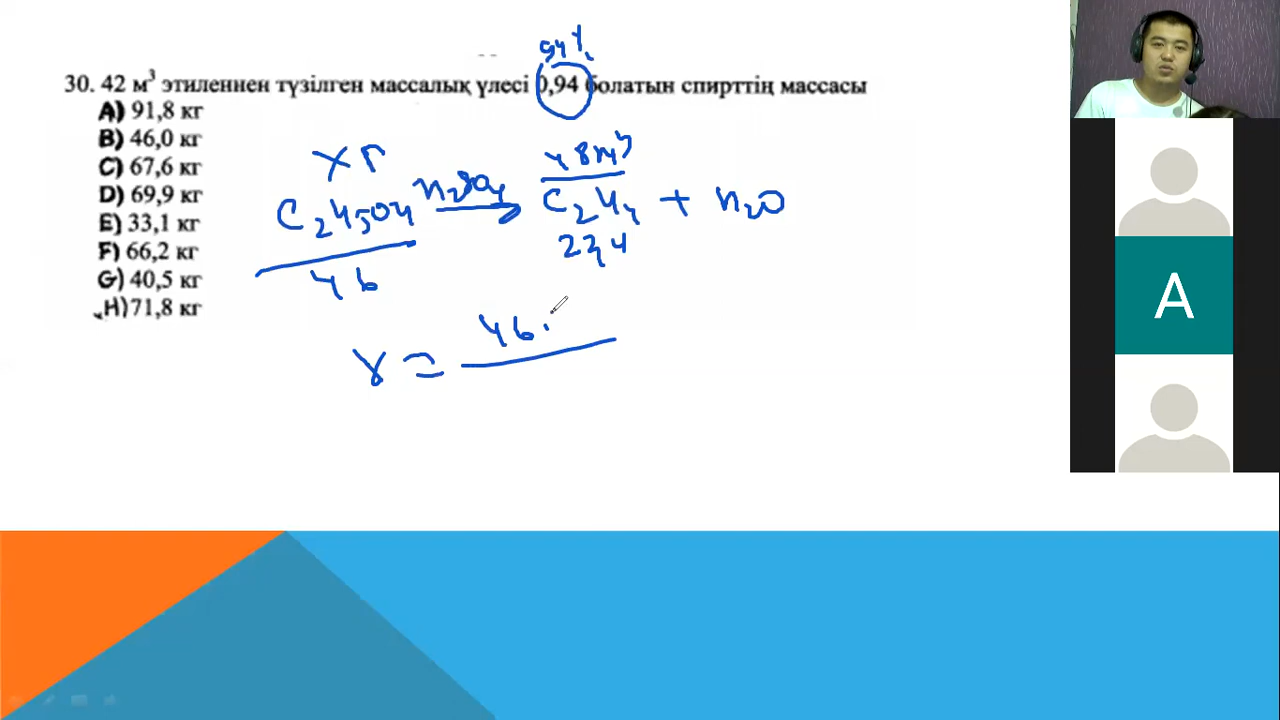 94%
30. 42 м³ этиленнен түзілген массалық үлесі 0,94 болатын спирттің массасы
A) 91,8 кг
B) 46,0 кг
C) 67,6 кг
D) 69,9 кг
E) 33,1 кг
F) 66,2 кг
G) 40,5 кг
H) 71,8 кг
X г
48 м³
C₂H₅OH H₂SO₄ C₂H₄ + H₂O
46
22,4
X = 46.
A